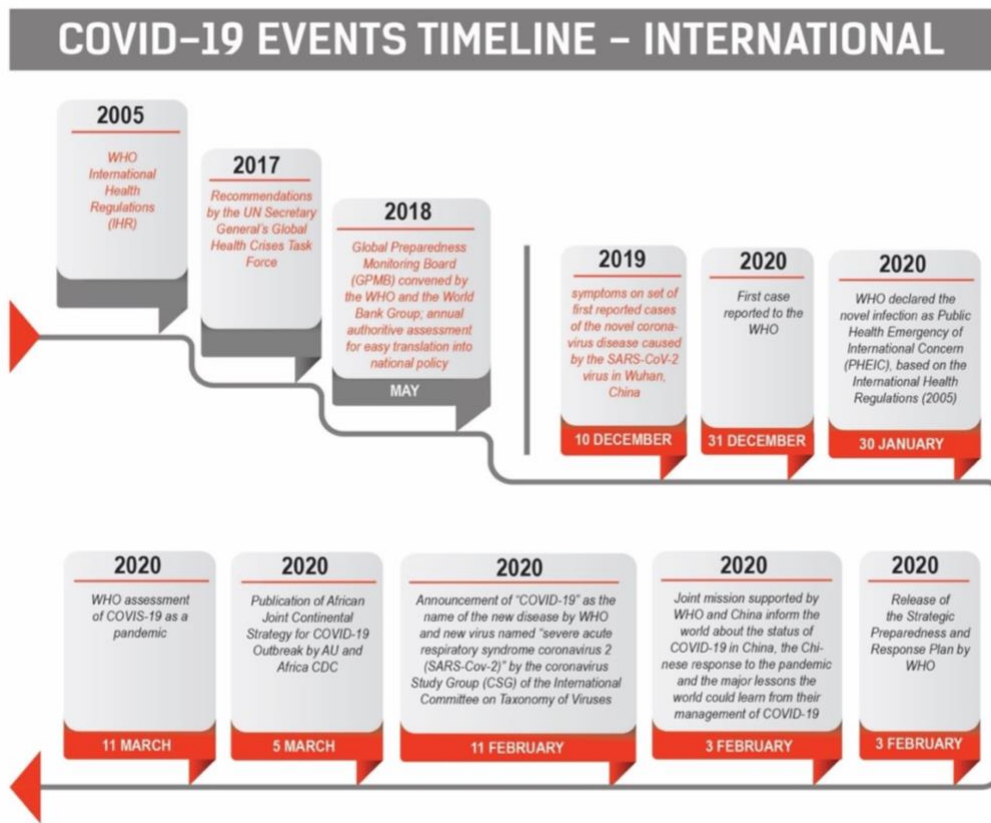 COVID–19 EVENTS TIMELINE – INTERNATIONAL
2005
WHO
International
Health
Regulations
(IHR)
2017
Recommendations
by the UN Secretary
General's Global
Health Crises Task
Force
2018
Global Preparedness
Monitoring Board
(GPMB) convened by
the WHO and the World
Bank Group; annual
authoritive assessment
for easy translation into
national policy
MAY
2019
symptoms on set of
first reported cases
of the novel corona-
virus disease caused
by the SARS-CoV-2
virus in Wuhan,
China
10 DECEMBER
2020
First case
reported to the
WHO
31 DECEMBER
2020
WHO declared the
novel infection as Public
Health Emergency of
International Concern
(PHEIC), based on the
International Health
Regulations (2005)
30 JANUARY
2020
WHO assessment
of COVIS-19 as a
pandemic
11 MARCH
2020
Publication of African
Joint Continental
Strategy for COVID-19
Outbreak by AU and
Africa CDC
5 MARCH
2020
Announcement of “COVID-19” as the
name of the new disease by WHO
and new virus named “severe acute
respiratory syndrome coronavirus 2
(SARS-Cov-2)” by the coronavirus
Study Group (CSG) of the International
Committee on Taxonomy of Viruses
11 FEBRUARY
2020
Joint mission supported by
WHO and China inform the
world about the status of
COVID-19 in China, the Chi-
nese response to the pandemic
and the major lessons the
world could learn from their
management of COVID-19
3 FEBRUARY
2020
Release of
the Strategic
Preparedness and
Response Plan by
WHO
3 FEBRUARY